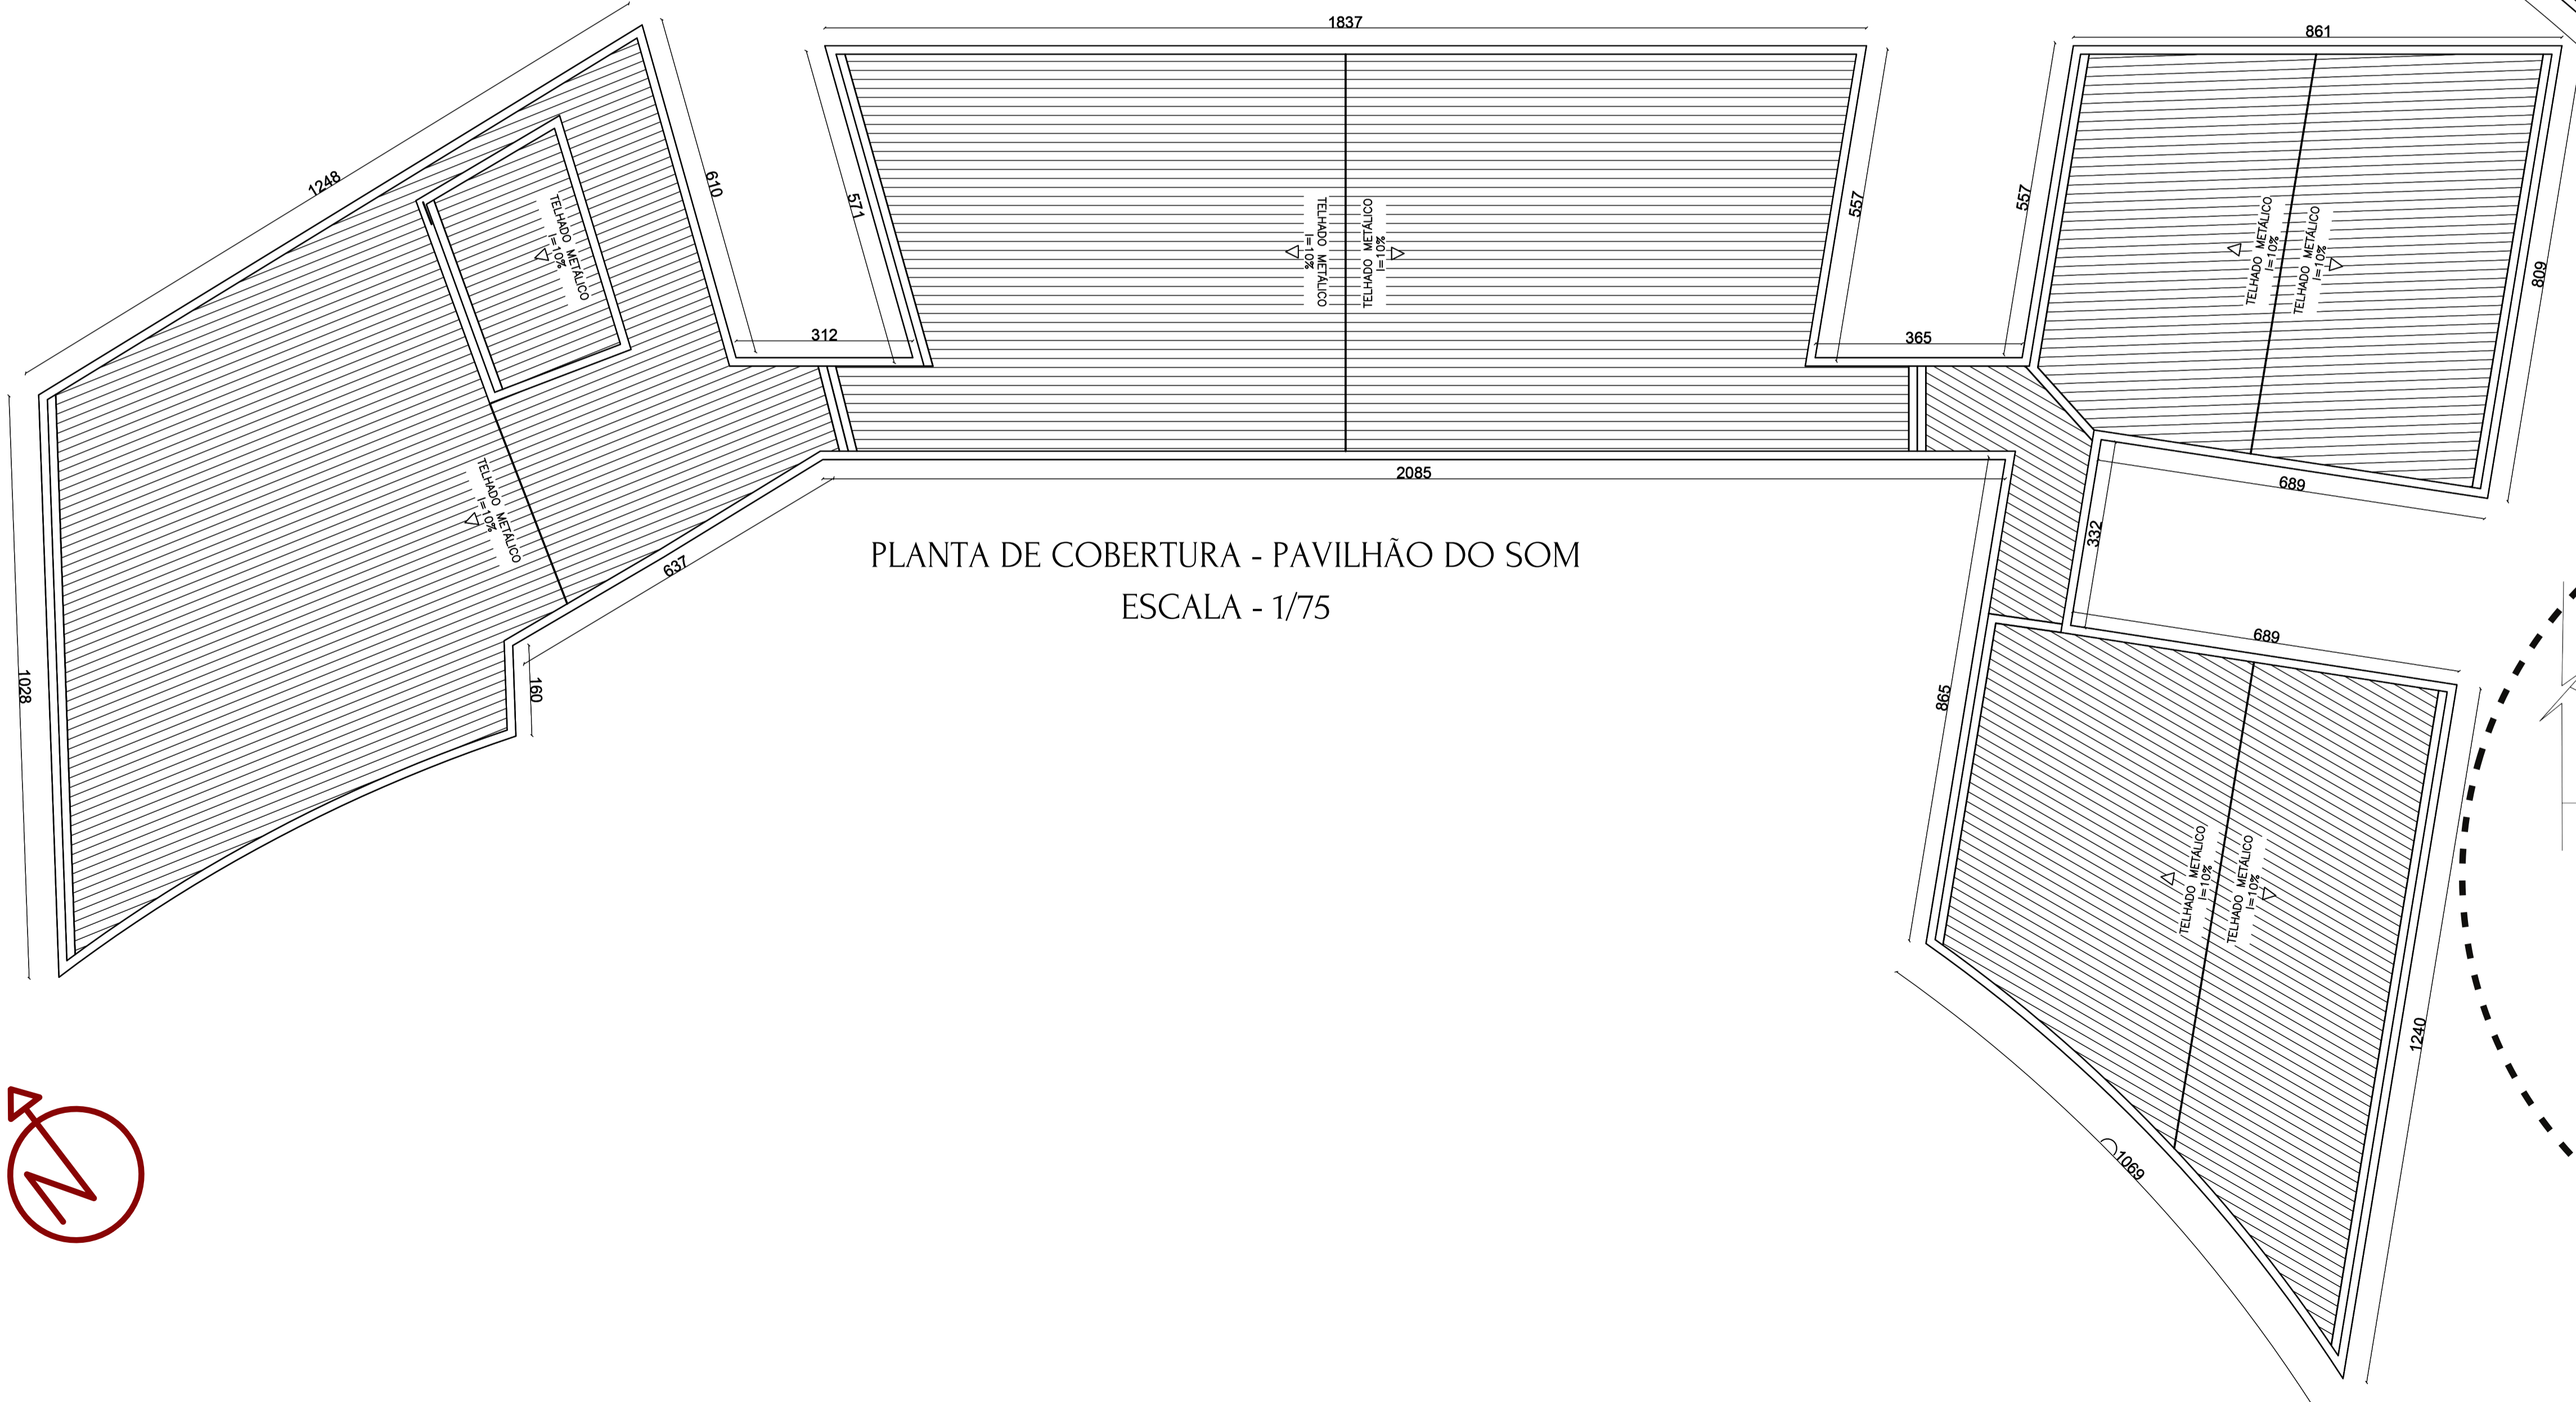 1837
861
1248
610
571
557
557
809
TELHADO METÁLICO
I=10%
TELHADO METÁLICO
I=10%
TELHADO METÁLICO
I=10%
TELHADO METÁLICO
I=10%
TELHADO METÁLICO
I=10%
312
365
2085
689
TELHADO METÁLICO
I=10%
332
637
PLANTA DE COBERTURA - PAVILHÃO DO SOM
ESCALA - 1/75
689
1028
160
865
TELHADO METÁLICO
I=10%
TELHADO METÁLICO
I=10%
1240
1069
N